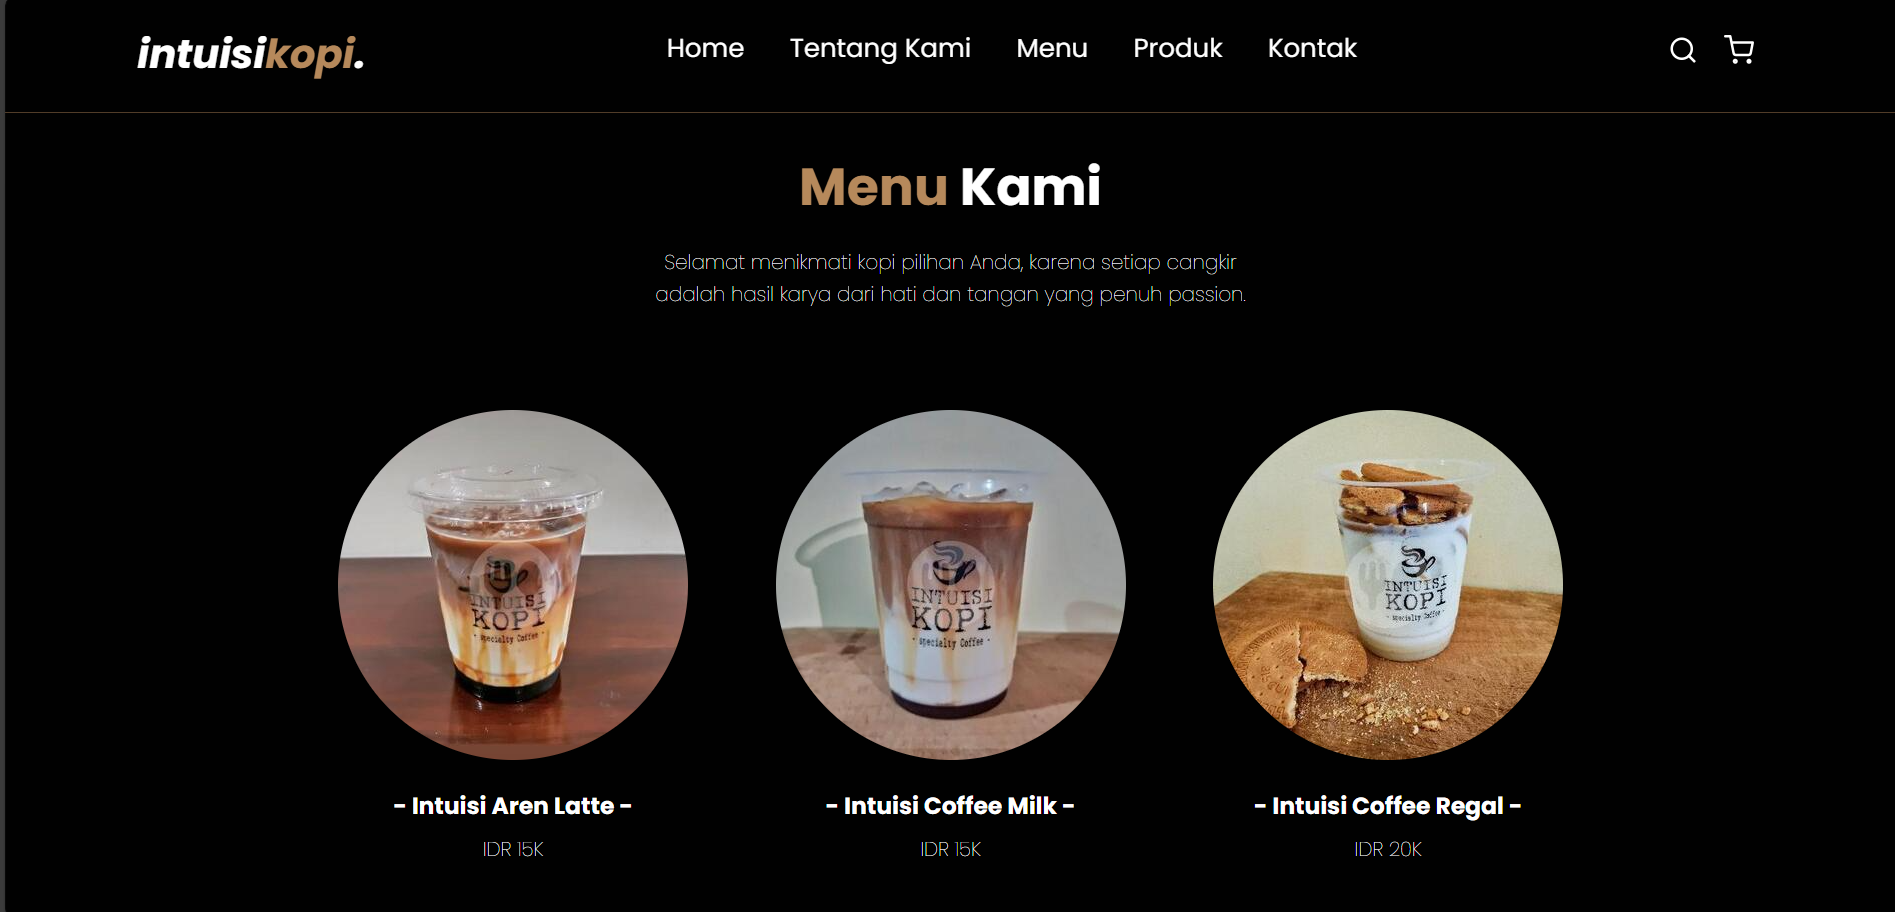 intuisikopi.
Home Tentang Kami Menu Produk Kontak
Menu Kami
Selamat menikmati kopi pilihan Anda, karena setiap cangkir
adalah hasil karya dari hati dan tangan yang penuh passion.
INTUISI
KOPI
- specialty Coffee -
INTUISI
KOPI
- specialty Coffee -
INTUISI
KOPI
- specialty Coffee -
- Intuisi Aren Latte -
IDR 15K
- Intuisi Coffee Milk -
IDR 15K
- Intuisi Coffee Regal -
IDR 20K